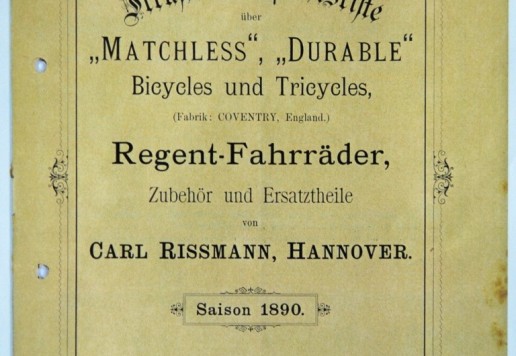 über
„MATCHLESS“, „DURABLE“
Bicycles und Tricycles,
(Fabrik: COVENTRY, England.)
Regent-Fahrräder,
Zubehör und Ersatztheile
von
CARL RISSMANN, HANNOVER.
Saison 1890.